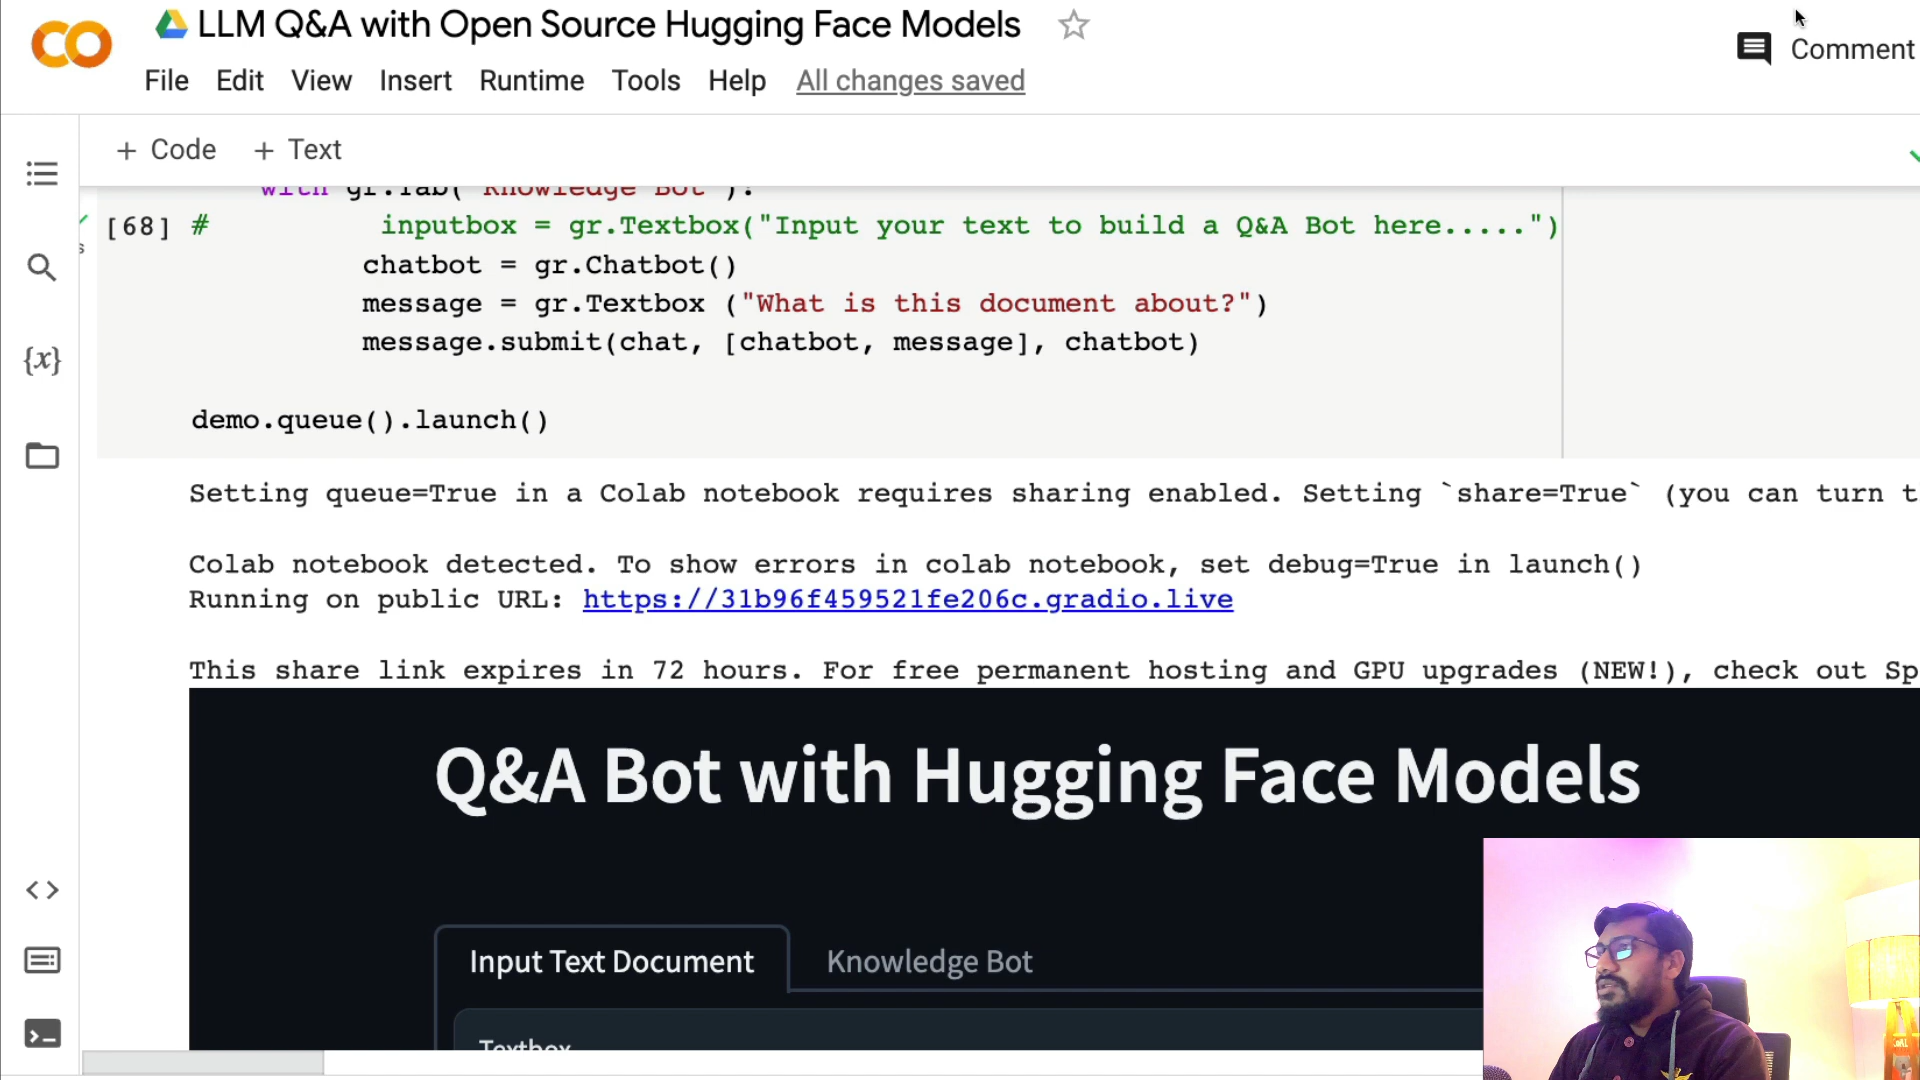 LLM Q&A with Open Source Hugging Face Models
Comment
File Edit View Insert Runtime Tools Help All changes saved
+ Code + Text
with gr.Tab("Knowledge Bot"):
[68] # inputbox = gr.Textbox("Input your text to build a Q&A Bot here.....")
s
chatbot = gr.Chatbot()
message = gr.Textbox ("What is this document about?")
message.submit(chat, [chatbot, message], chatbot)
demo.queue().launch()
Setting queue=True in a Colab notebook requires sharing enabled. Setting `share=True` (you can turn t
Colab notebook detected. To show errors in colab notebook, set debug=True in launch()
Running on public URL: https://31b96f459521fe206c.gradio.live
This share link expires in 72 hours. For free permanent hosting and GPU upgrades (NEW!), check out Sp
Q&A Bot with Hugging Face Models
Input Text Document Knowledge Bot
Textbox